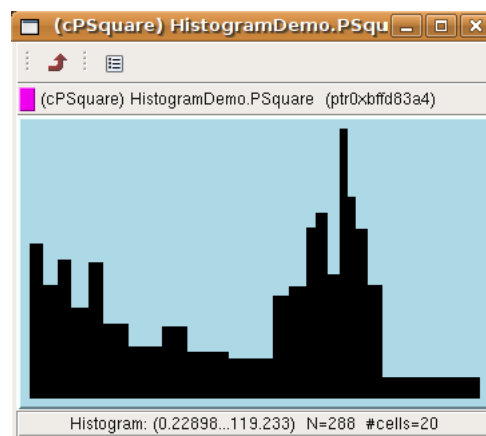 (cPSquare) HistogramDemo.PSqu
(cPSquare) HistogramDemo.PSquare (ptr0xbffd83a4)
Histogram: (0.22898...119.233) N=288 #cells=20